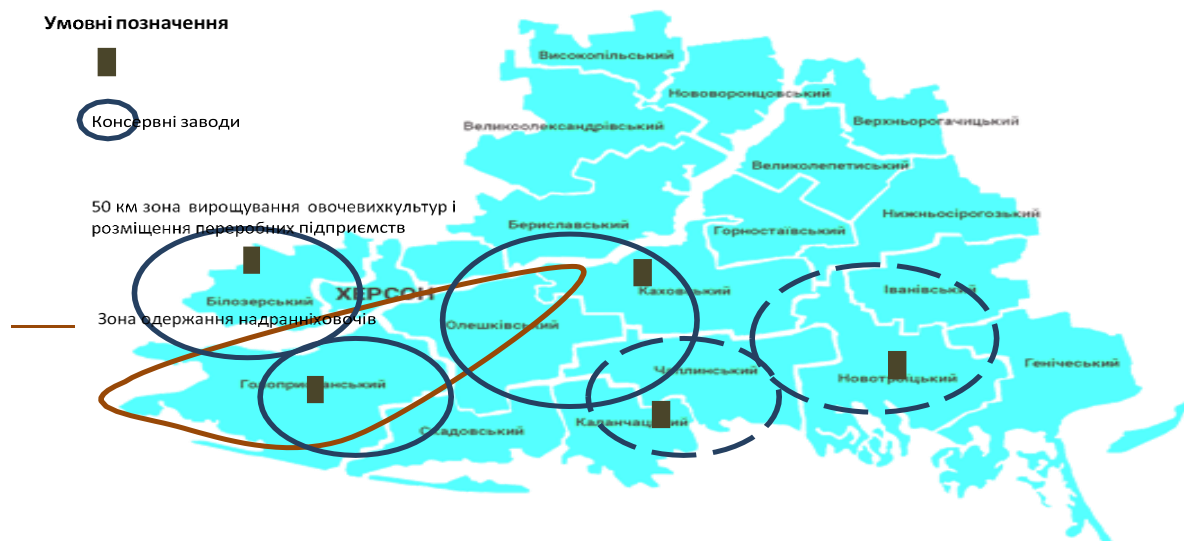 Умовні позначення
Консервні заводи
50 км зона вирощування овочевихкультур і
розміщення переробних підприємств
Зона одержання надранніховочів
Високопільський
Нововоронцовський
Великоолександрівський
Верхньорогачицький
Великолепетиський
Нижньосірогозький
Бериславський
Горностаївський
Білозерський
ХЕРСОН
Каховський
Іванівський
Олешківський
Генічеський
Чаплинський
Новотроїцький
Голопристанський
Каланчацький
Скадовський